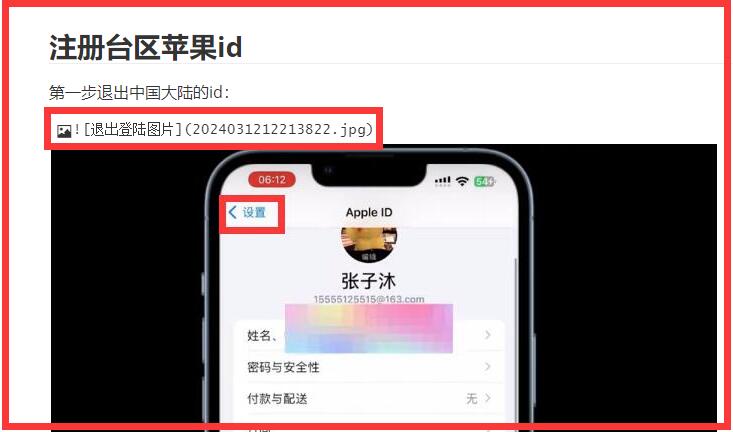 注册台区苹果id
第一步退出中国大陆的id：
![退出登陆图片](2024031212213822.jpg)
06:12
54
设置
Apple ID
编辑
张子沐
15555125515@163.com
姓名、
密码与安全性
付款与配送
无